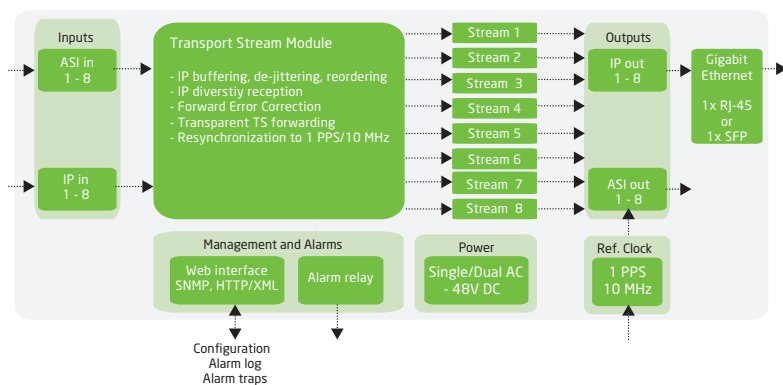 Inputs
ASI in
1 - 8
IP in
1 - 8
Transport Stream Module
- IP buffering, de-jittering, reordering
- IP diverstiy reception
- Forward Error Correction
- Transparent TS forwarding
- Resynchronization to 1 PPS/10 MHz
Stream 1
Stream 2
Stream 3
Stream 4
Stream 5
Stream 6
Stream 7
Stream 8
Outputs
IP out
1 - 8
ASI out
1 - 8
Gigabit
Ethernet
1x RJ-45
or
1x SFP
Management and Alarms
Web interface
SNMP, HTTP/XML
Alarm relay
Power
Single/Dual AC
- 48V DC
Ref. Clock
1 PPS
10 MHz
Configuration
Alarm log
Alarm traps